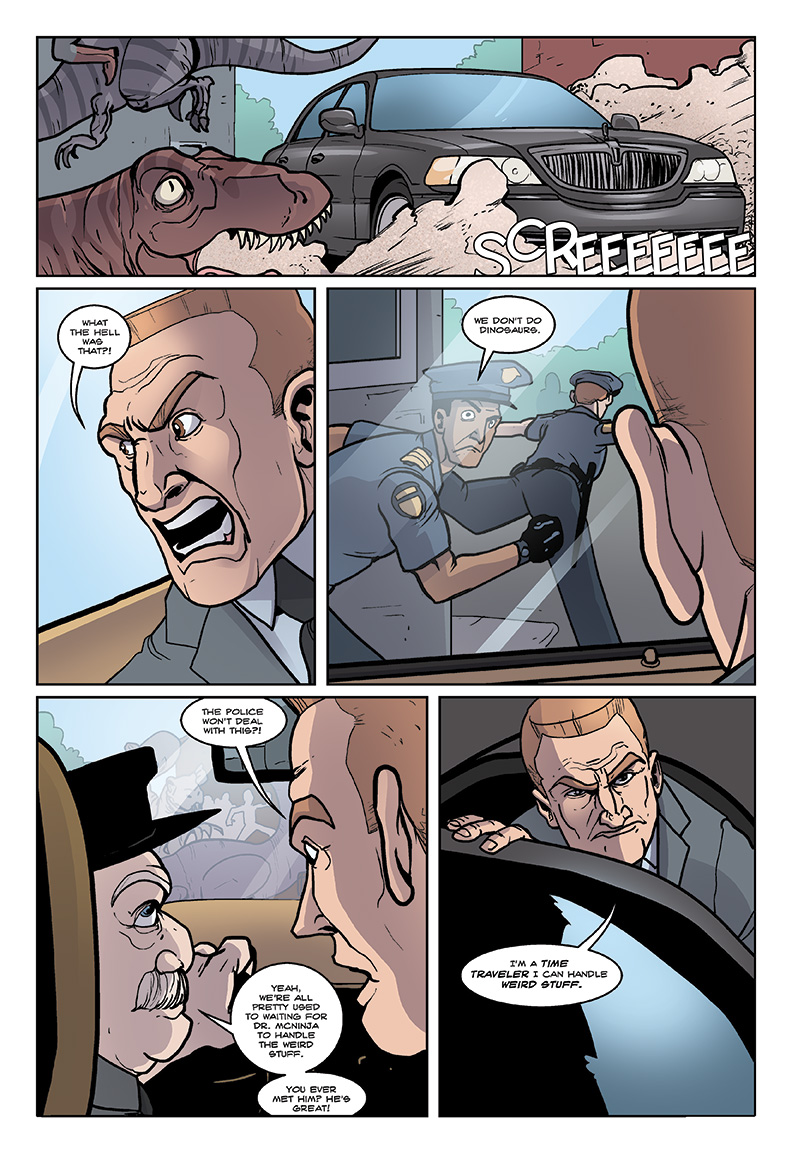 SCREEEEEEEE
WHAT
THE HELL
WAS
THAT?!
WE DON'T DO
DINOSAURS.
THE POLICE
WON'T DEAL
WITH THIS?!
YEAH,
WE'RE ALL
PRETTY USED
TO WAITING FOR
DR. MCNINJA
TO HANDLE
THE WEIRD
STUFF.
YOU EVER
MET HIM? HE'S
GREAT!
I'M A TIME
TRAVELER I CAN HANDLE
WEIRD STUFF.